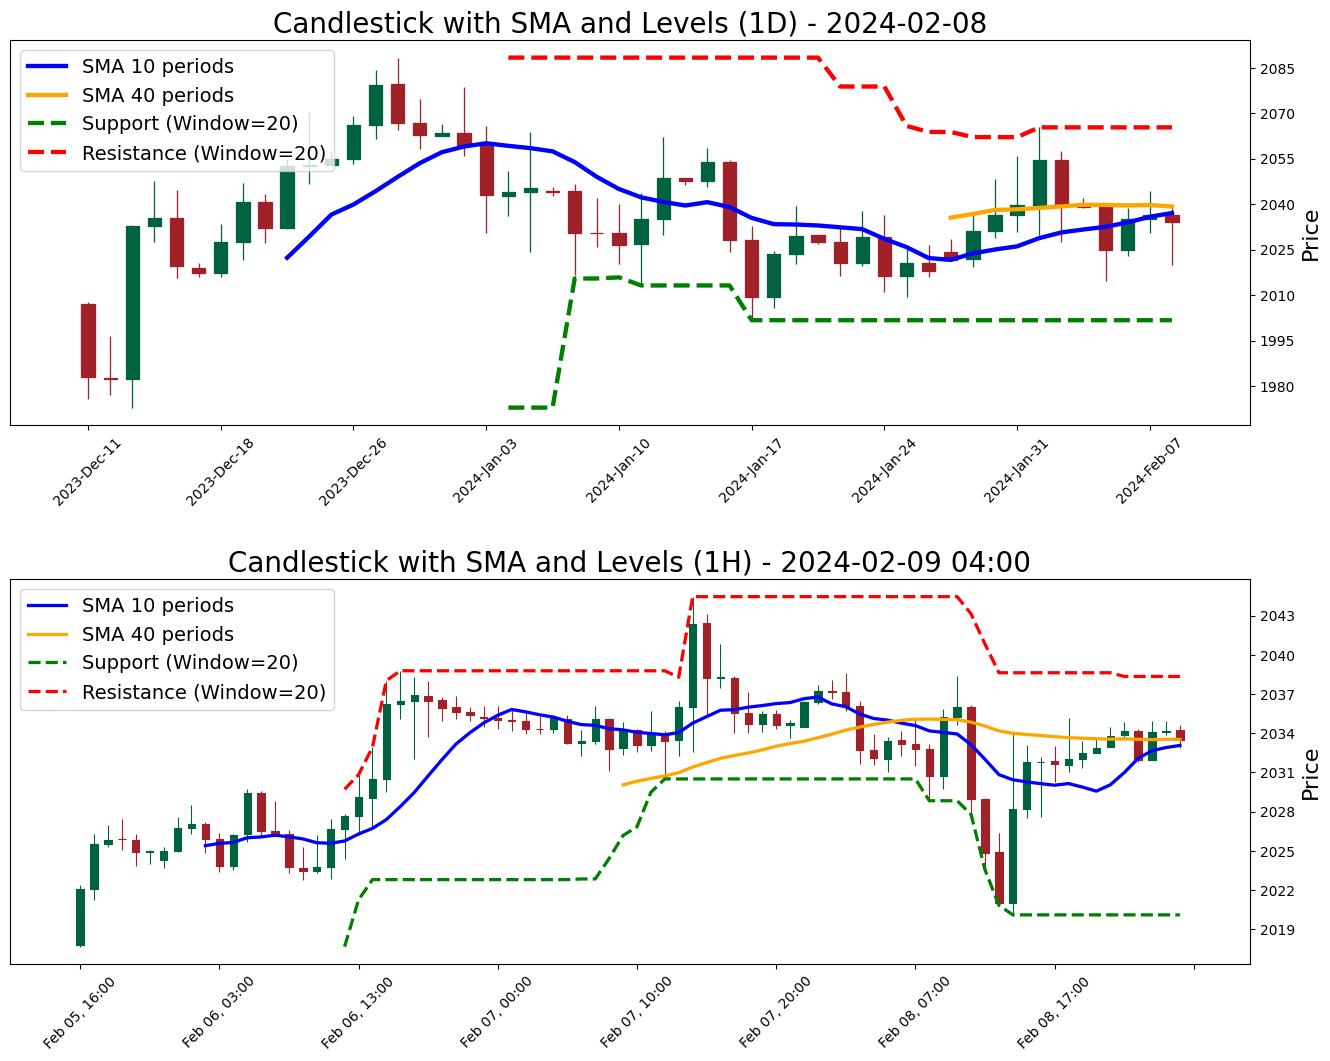 Candlestick with SMA and Levels (1D) - 2024-02-08
SMA 10 periods
SMA 40 periods
Support (Window=20)
Resistance (Window=20)
2085
2070
2055
2040
2025
2010
1995
1980
Price
2023-Dec-11
2023-Dec-18
2023-Dec-26
2024-Jan-03
2024-Jan-10
2024-Jan-17
2024-Jan-24
2024-Jan-31
2024-Feb-07
Candlestick with SMA and Levels (1H) - 2024-02-09 04:00
SMA 10 periods
SMA 40 periods
Support (Window=20)
Resistance (Window=20)
2043
2040
2037
2034
2031
2028
2025
2022
2019
Price
Feb 05, 16:00
Feb 06, 03:00
Feb 06, 13:00
Feb 07, 00:00
Feb 07, 10:00
Feb 07, 20:00
Feb 08, 07:00
Feb 08, 17:00